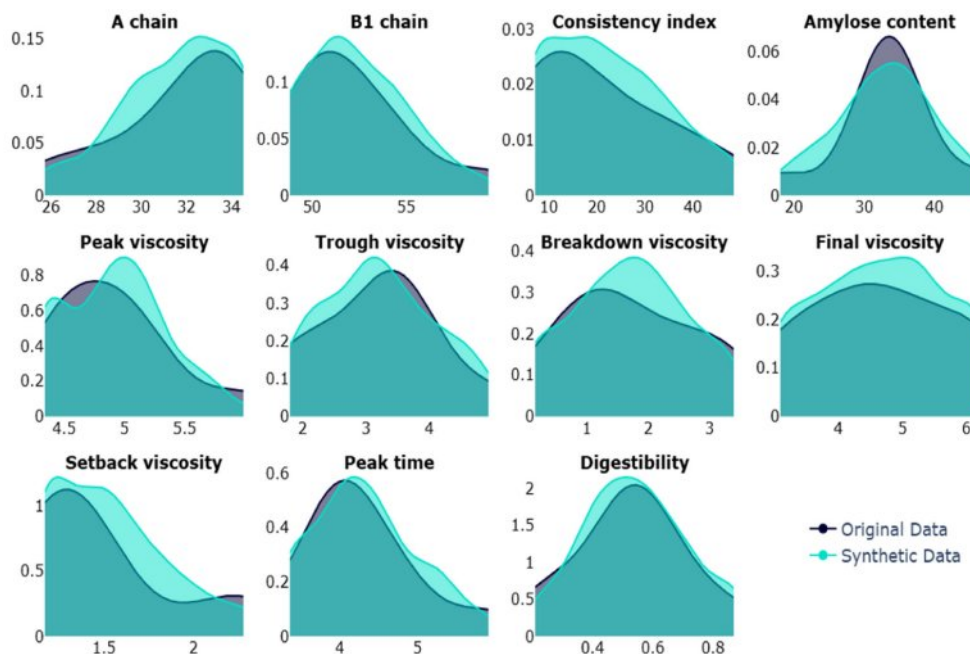 A chain
B1 chain
Consistency index
Amylose content
0.15
0.1
0.05
0
26 28 30 32 34
0.1
0.05
0
50 55
0.03
0.02
0.01
0
10 20 30 40
0.06
0.04
0.02
0
20 30 40
Peak viscosity
Trough viscosity
Breakdown viscosity
Final viscosity
0.8
0.6
0.4
0.2
0
4.5 5 5.5
0.4
0.3
0.2
0.1
0
2 3 4
0.4
0.3
0.2
0.1
0
1 2 3
0.3
0.2
0.1
0
4 5 6
Setback viscosity
Peak time
Digestibility
1
0.5
0
1.5 2
0.6
0.4
0.2
0
4 5
2
1.5
1
0.5
0
0.4 0.6 0.8
Original Data
Synthetic Data